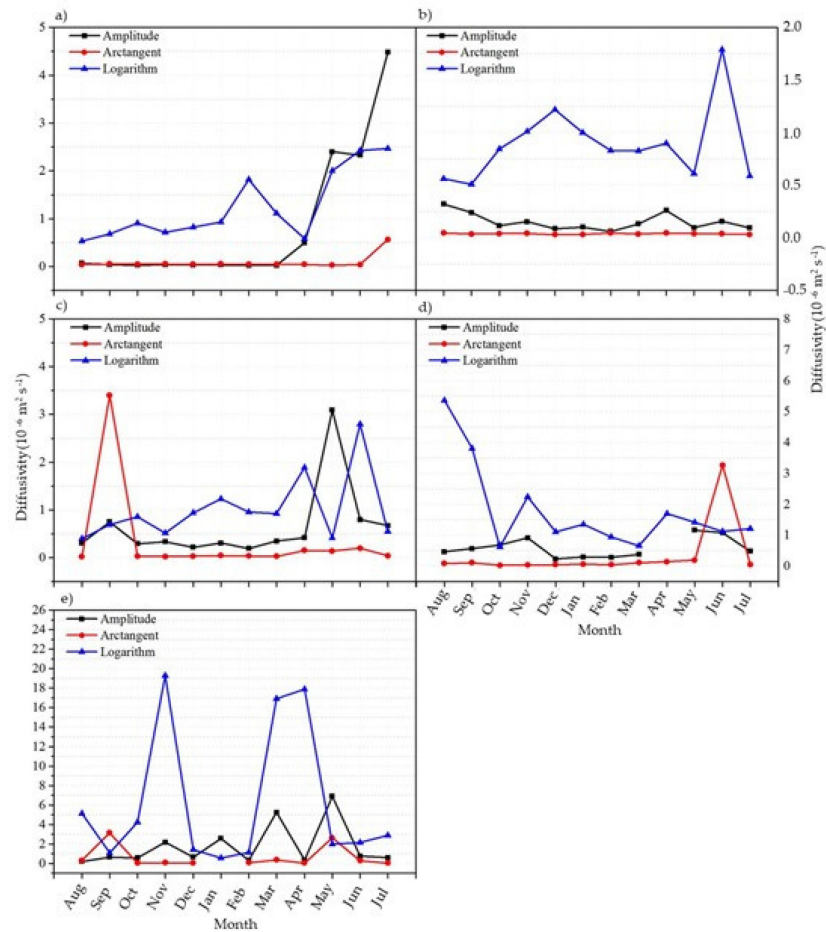 a)
Amplitude
Arctangent
Logarithm
5
4
3
2
1
0
b)
Amplitude
Arctangent
Logarithm
2.0
1.5
1.0
0.5
0.0
-0.5
c)
Amplitude
Arctangent
Logarithm
5
4
3
2
1
0
d)
Amplitude
Arctangent
Logarithm
8
7
6
5
4
3
2
1
0
Diffusivity (10⁻⁶ m² s⁻¹)
Diffusivity (10⁻⁶ m² s⁻¹)
Aug Sep Oct Nov Dec Jan Feb Mar Apr May Jun Jul
Month
e)
Amplitude
Arctangent
Logarithm
26
24
22
20
18
16
14
12
10
8
6
4
2
0
Aug Sep Oct Nov Dec Jan Feb Mar Apr May Jun Jul
Month